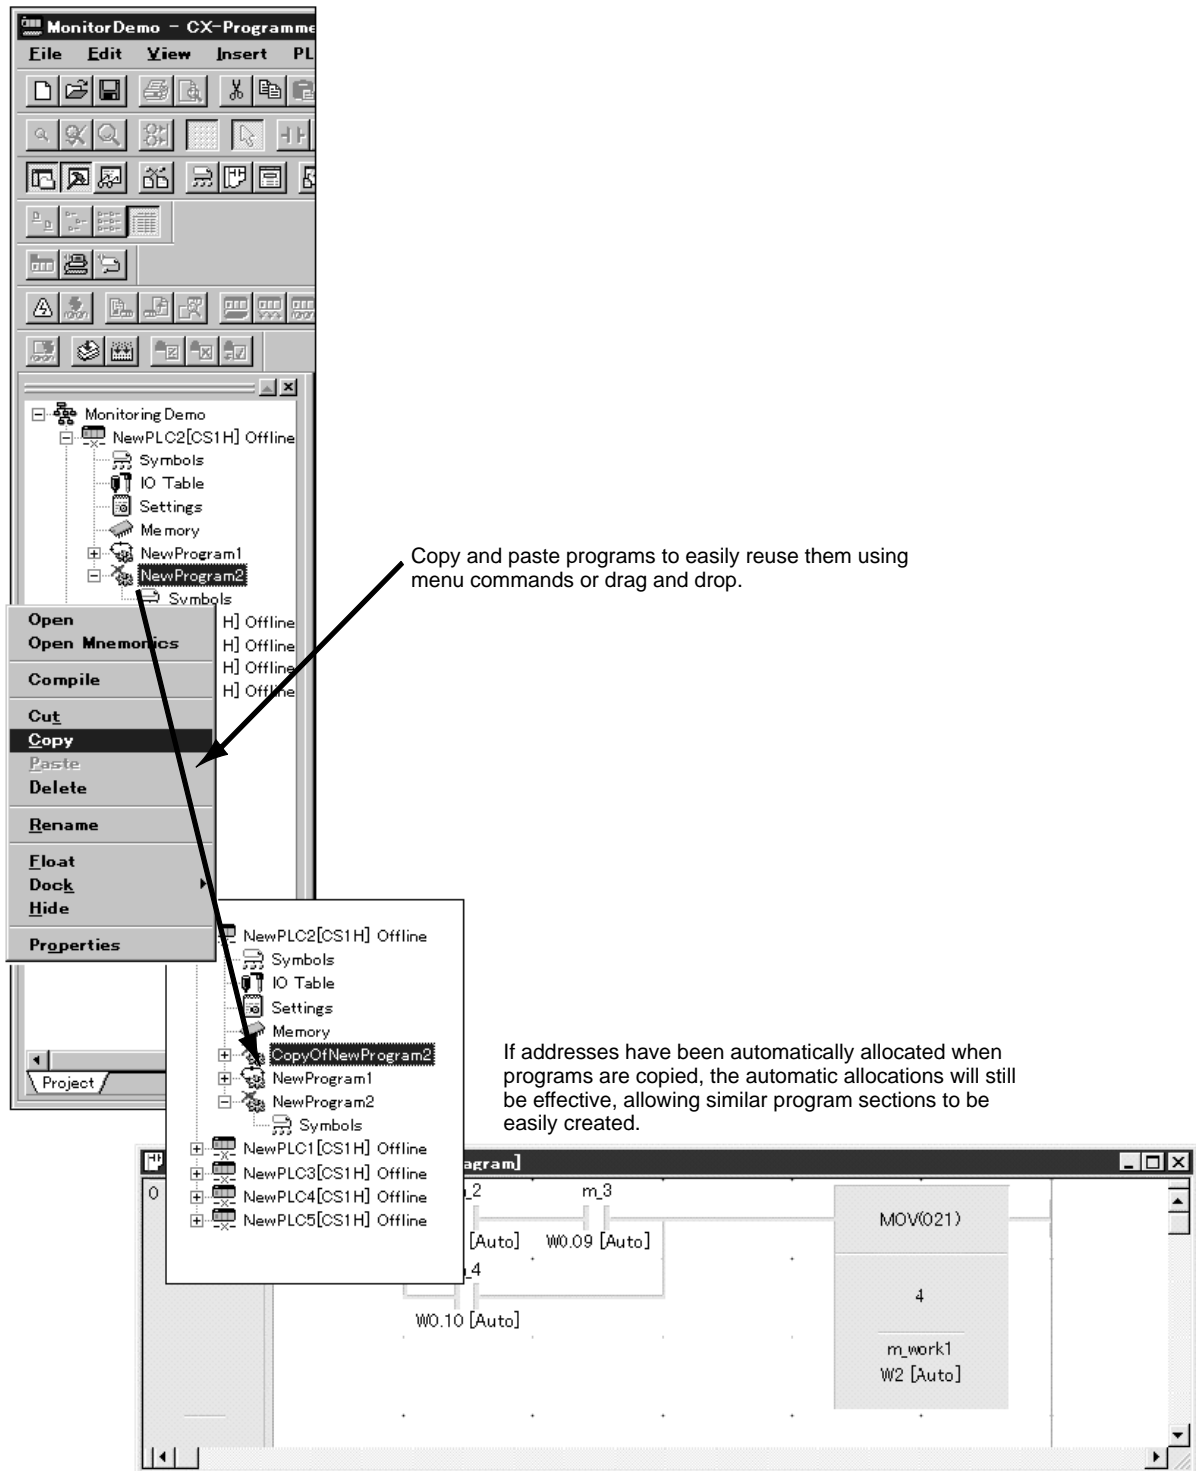 MonitorDemo - CX-Programme
File Edit View Insert PL
Monitoring Demo
NewPLC2[CS1H] Offline
Symbols
IO Table
Settings
Memory
NewProgram1
NewProgram2
Symbols
H] Offline
H] Offline
H] Offline
H] Offline
Copy and paste programs to easily reuse them using
menu commands or drag and drop.
Open
Open Mnemonics
Compile
Cut
Copy
Paste
Delete
Rename
Float
Dock
Hide
Properties
Project
NewPLC2[CS1H] Offline
Symbols
IO Table
Settings
Memory
CopyOfNewProgram2
NewProgram1
NewProgram2
Symbols
NewPLC1[CS1H] Offline
NewPLC3[CS1H] Offline
NewPLC4[CS1H] Offline
NewPLC5[CS1H] Offline
If addresses have been automatically allocated when
programs are copied, the automatic allocations will still
be effective, allowing similar program sections to be
easily created.
agram]
0
_2 m_3
MOV(021)
[Auto] W0.09 [Auto]
_4
4
W0.10 [Auto]
m_work1
W2 [Auto]